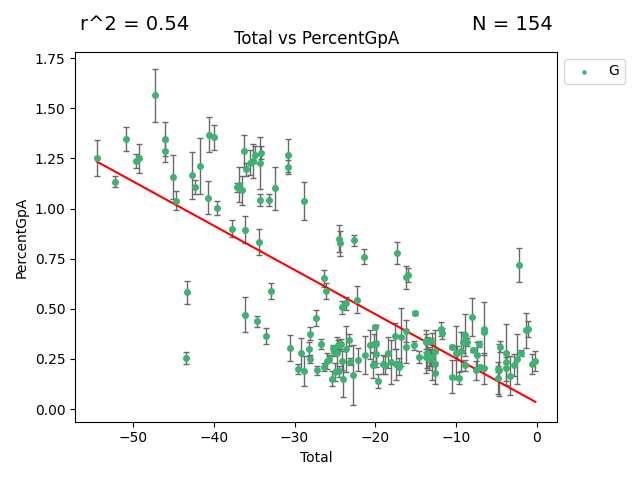 r^2 = 0.54
N = 154
Total vs PercentGpA
G
PercentGpA
1.75
1.50
1.25
1.00
0.75
0.50
0.25
0.00
−50
−40
−30
−20
−10
0
Total